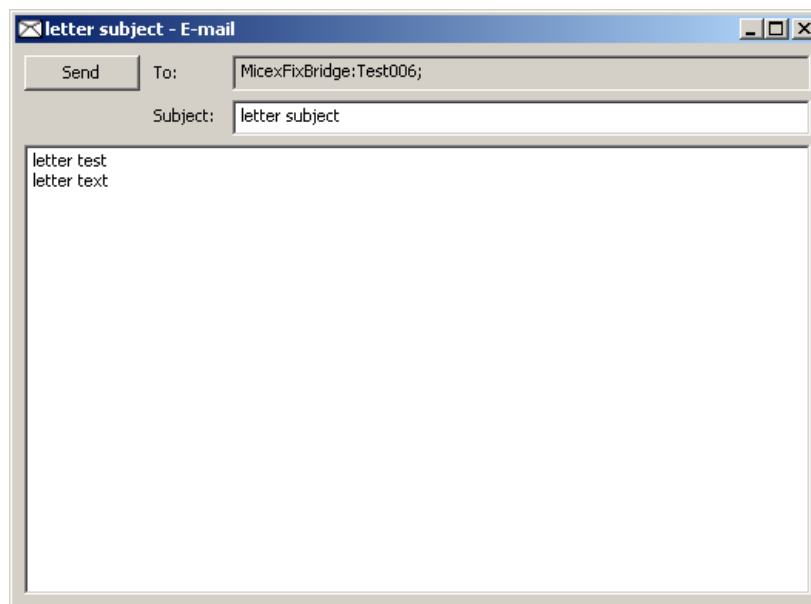 letter subject - E-mail
Send To: MicexFixBridge:Test006;
Subject: letter subject
letter test
letter text